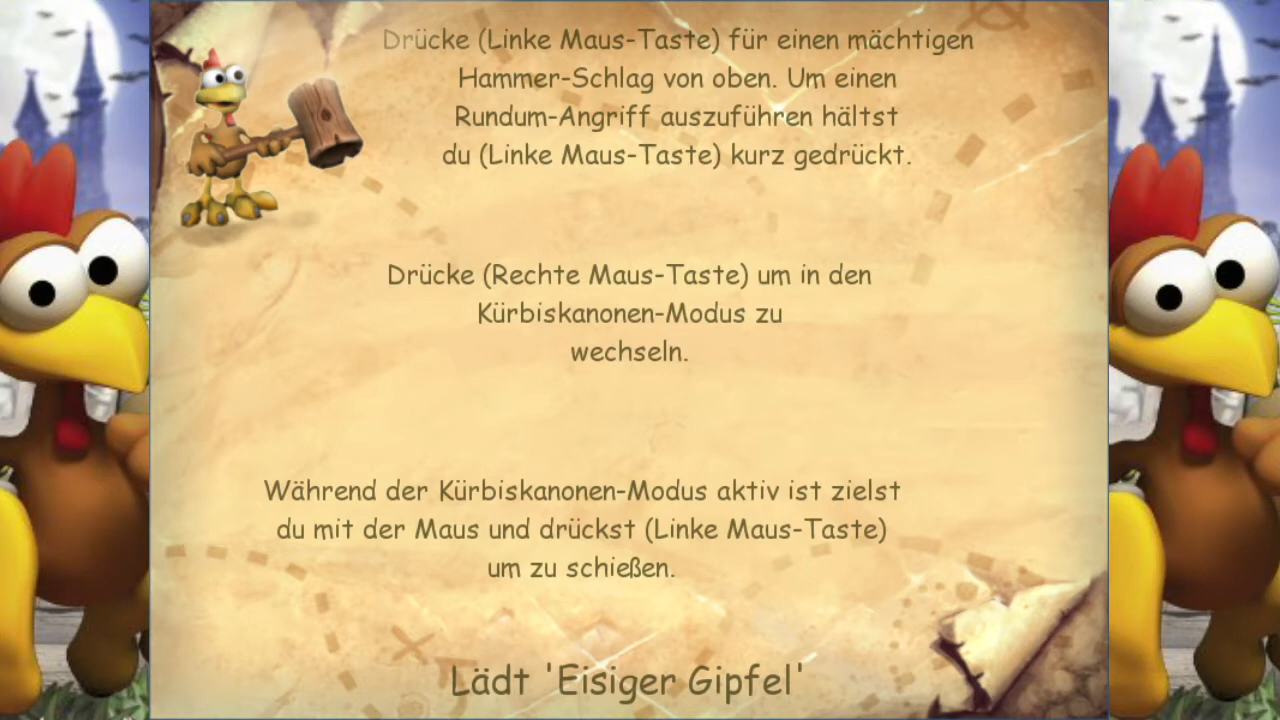 Drücke (Linke Maus-Taste) für einen mächtigen
Hammer-Schlag von oben. Um einen
Rundum-Angriff auszuführen hältst
du (Linke Maus-Taste) kurz gedrückt.
Drücke (Rechte Maus-Taste) um in den
Kürbiskanonen-Modus zu
wechseln.
Während der Kürbiskanonen-Modus aktiv ist zielst
du mit der Maus und drückst (Linke Maus-Taste)
um zu schießen.
Lädt 'Eisiger Gipfel'